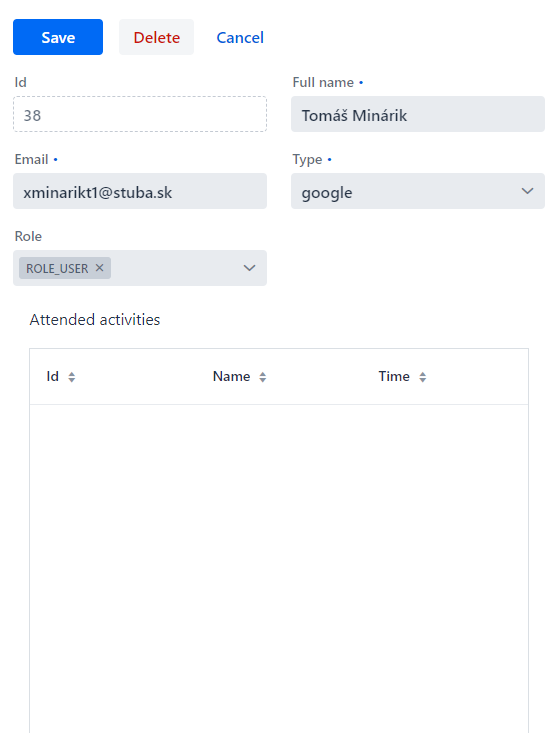 Save Delete Cancel
Id Full name •
38 Tomáš Minárik
Email • Type •
xminarikt1@stuba.sk google
Role
ROLE_USER ×
Attended activities
Id Name Time